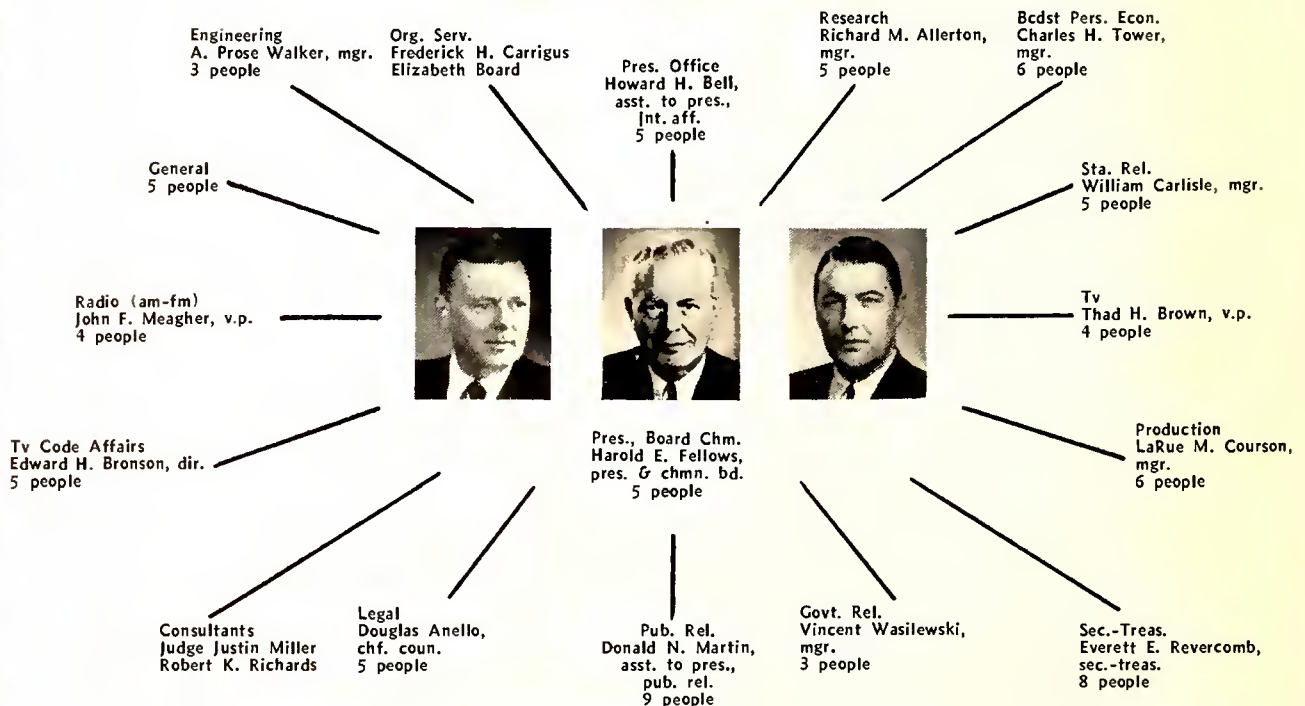 Engineering
A. Prose Walker, mgr.
3 people
Org. Serv.
Frederick H. Carrigus
Elizabeth Board
Pres. Office
Howard H. Bell,
asst. to pres.,
Jnt. aff.
5 people
Research
Richard M. Allerton,
mgr.
5 people
Bcdst Pers. Econ.
Charles H. Tower,
mgr.
6 people
General
5 people
Sta. Rel.
William Carlisle, mgr.
5 people
Radio (am-fm)
John F. Meagher, v.p.
4 people
Tv
Thad H. Brown, v.p.
4 people
Tv Code Affairs
Edward H. Bronson, dir.
5 people
Pres., Board Chm.
Harold E. Fellows,
pres. & chmn. bd.
5 people
Production
LaRue M. Courson,
mgr.
6 people
Consultants
Judge Justin Miller
Robert K. Richards
Legal
Douglas Anello,
chf. coun.
5 people
Pub. Rel.
Donald N. Martin,
asst. to pres.,
pub. rel.
9 people
Govt. Rel.
Vincent Wasilewski,
mgr.
3 people
Sec.-Treas.
Everett E. Revercomb,
sec.-treas.
8 people